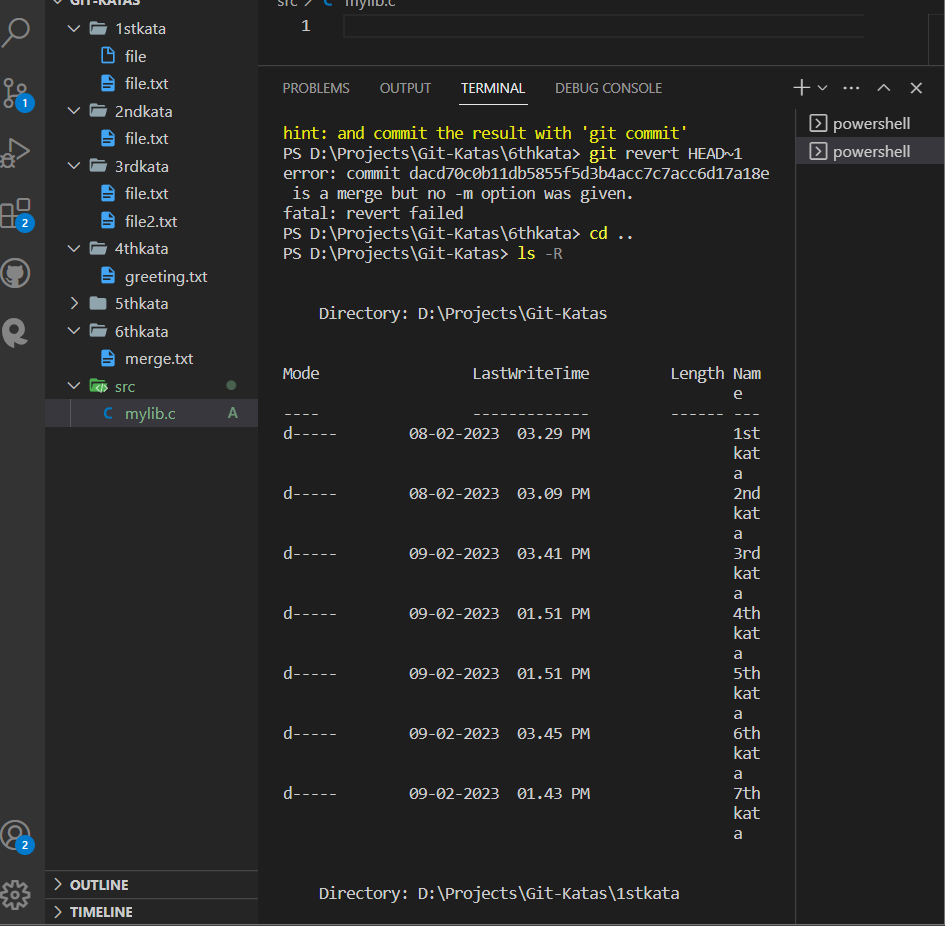 GIT-KATAS
1stkata
file
file.txt
2ndkata
file.txt
3rdkata
file.txt
file2.txt
4thkata
greeting.txt
5thkata
6thkata
merge.txt
src
C mylib.c A
OUTLINE
TIMELINE
1
2
2
src > C mylib.c
1
PROBLEMS OUTPUT TERMINAL DEBUG CONSOLE
hint: and commit the result with 'git commit'
PS D:\Projects\Git-Katas\6thkata> git revert HEAD~1
error: commit dacd70c0b11db5855f5d3b4acc7c7acc6d17a18e
is a merge but no -m option was given.
fatal: revert failed
PS D:\Projects\Git-Katas\6thkata> cd ..
PS D:\Projects\Git-Katas> ls -R
Directory: D:\Projects\Git-Katas
Mode LastWriteTime Length Nam
e
---- ------------- ------ ---
d----- 08-02-2023 03.29 PM 1st
kat
a
d----- 08-02-2023 03.09 PM 2nd
kat
a
d----- 09-02-2023 03.41 PM 3rd
kat
a
d----- 09-02-2023 01.51 PM 4th
kat
a
d----- 09-02-2023 01.51 PM 5th
kat
a
d----- 09-02-2023 03.45 PM 6th
kat
a
d----- 09-02-2023 01.43 PM 7th
kat
a
Directory: D:\Projects\Git-Katas\1stkata
powershell
powershell